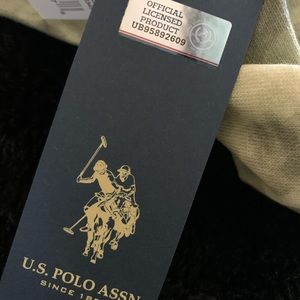 OFFICIAL
LICENSED
PRODUCT
UB95892609
U.S. POLO ASSN
SINCE